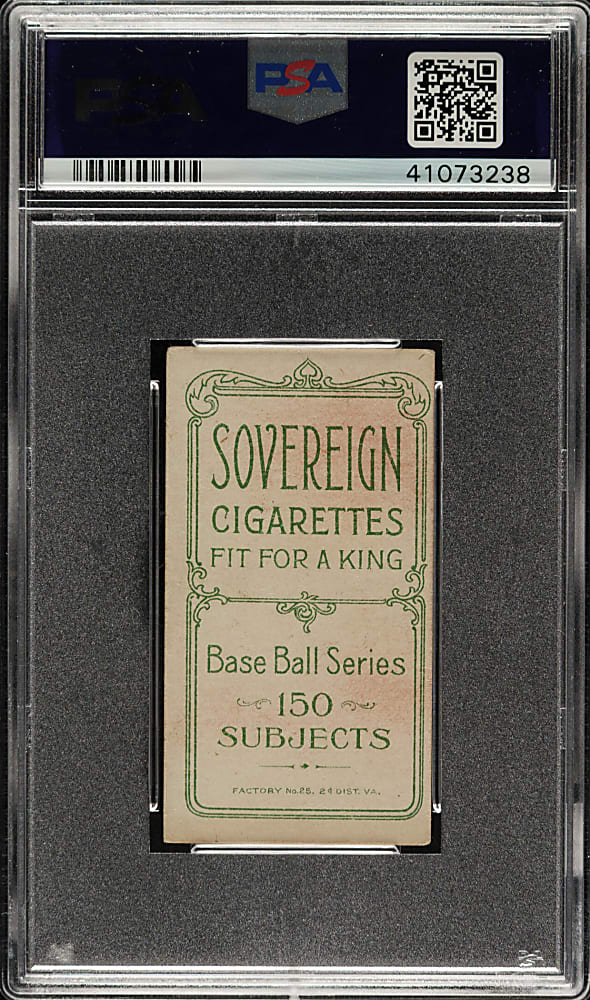 PSA
41073238
SOVEREIGN
CIGARETTES
FIT FOR A KING
Base Ball Series
150
SUBJECTS
FACTORY No.25. 2d DIST. VA.